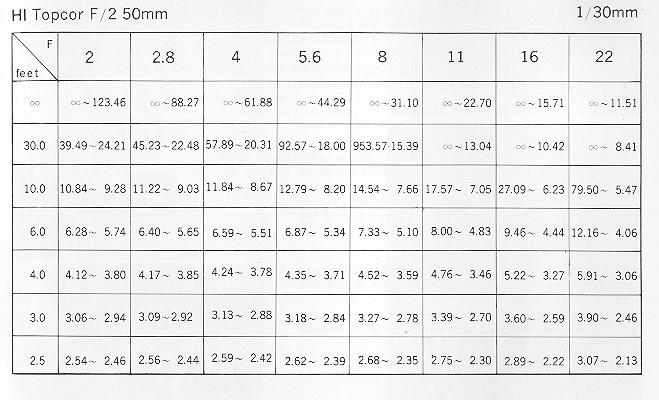 HI Topcor F/2 50mm 1/30mm
F feet 2 2.8 4 5.6 8 11 16 22
∞ ∞~123.46 ∞~88.27 ∞~61.88 ∞~44.29 ∞~31.10 ∞~22.70 ∞~15.71 ∞~11.51
30.0 39.49~24.21 45.23~22.48 57.89~20.31 92.57~18.00 953.57·15.39 ∞~13.04 ∞~10.42 ∞~ 8.41
10.0 10.84~ 9.28 11.22~ 9.03 11.84~ 8.67 12.79~ 8.20 14.54~ 7.66 17.57~ 7.05 27.09~ 6.23 79.50~ 5.47
6.0 6.28~ 5.74 6.40~ 5.65 6.59~ 5.51 6.87~ 5.34 7.33~ 5.10 8.00~ 4.83 9.46~ 4.44 12.16~ 4.06
4.0 4.12~ 3.80 4.17~ 3.85 4.24~ 3.78 4.35~ 3.71 4.52~ 3.59 4.76~ 3.46 5.22~ 3.27 5.91~ 3.06
3.0 3.06~ 2.94 3.09~2.92 3.13~ 2.88 3.18~ 2.84 3.27~ 2.78 3.39~ 2.70 3.60~ 2.59 3.90~ 2.46
2.5 2.54~ 2.46 2.56~ 2.44 2.59~ 2.42 2.62~ 2.39 2.68~ 2.35 2.75~ 2.30 2.89~ 2.22 3.07~ 2.13